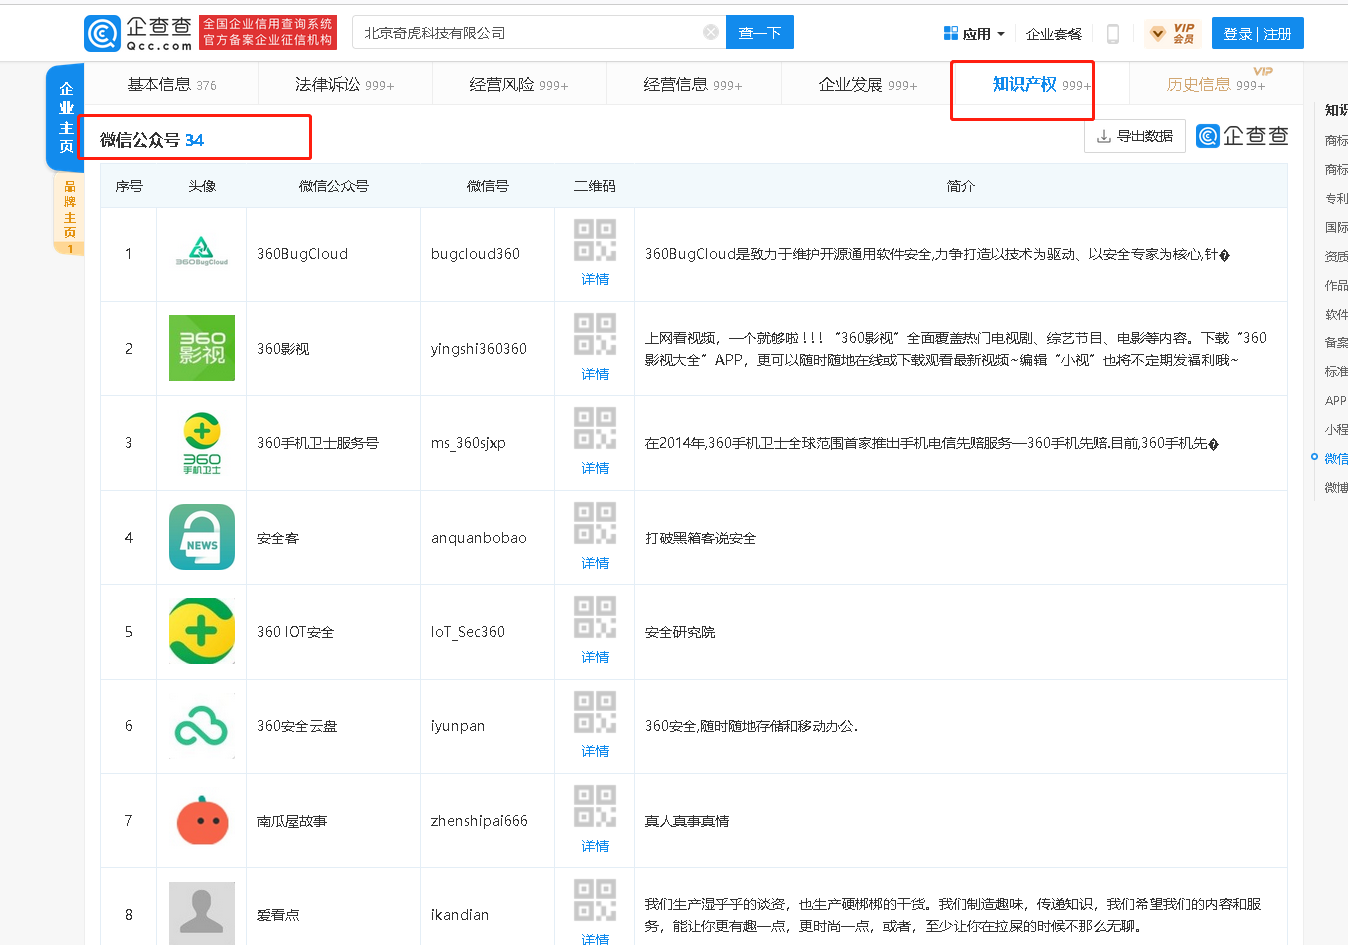 企查查
Qcc.com
全国企业信用查询系统
官方备案企业征信机构
北京奇虎科技有限公司
查一下
应用
企业套餐
VIP
会员
登录 | 注册
企业主页
基本信息 376
法律诉讼 999+
经营风险 999+
经营信息 999+
企业发展 999+
知识产权 999+
历史信息 999+
VIP
品牌主页
1
微信公众号 34
导出数据
企查查
序号 头像 微信公众号 微信号 二维码 简介
1
360BugCloud
360BugCloud
bugcloud360
详情
360BugCloud是致力于维护开源通用软件安全,力争打造以技术为驱动、以安全专家为核心,针�
2
360
影视
360影视
yingshi360360
详情
上网看视频，一个就够啦!!!“360影视”全面覆盖热门电视剧、综艺节目、电影等内容。下载“360
影视大全”APP，更可以随时随地在线或下载观看最新视频~编辑“小视”也将不定期发福利哦~
3
360
手机卫士
360手机卫士服务号
ms_360sjxp
详情
在2014年,360手机卫士全球范围首家推出手机电信先赔服务—360手机先赔.目前,360手机先�
4
NEWS
安全客
anquanbobao
详情
打破黑箱客说安全
5
360 IOT安全
IoT_Sec360
详情
安全研究院
6
360安全云盘
iyunpan
详情
360安全,随时随地存储和移动办公.
7
南瓜屋故事
zhenshipai666
详情
真人真事真情
8
爱看点
ikandian
详情
我们生产湿乎乎的谈资，也生产硬梆梆的干货。我们制造趣味，传递知识，我们希望我们的内容和服
务，能让你更有趣一点，更时尚一点，或者，至少让你在拉屎的时候不那么无聊。
知识
商标
商标
专利
国际
资质
作品
软件
备案
标准
APP
小程
微信
微博